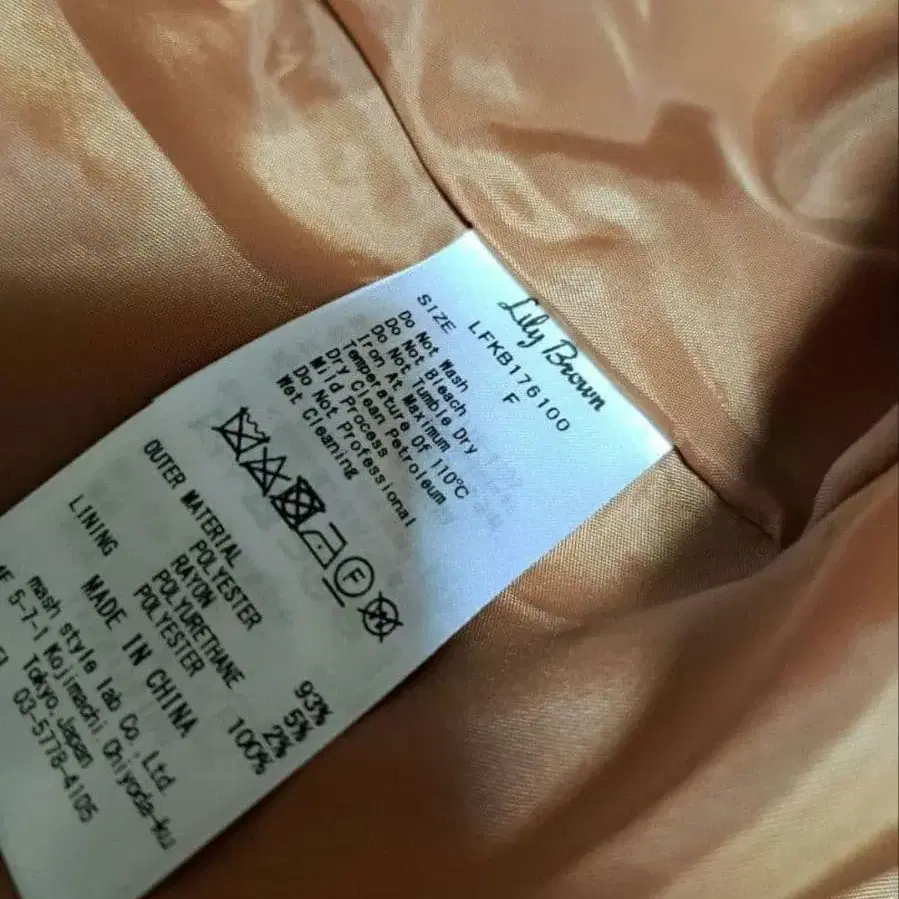 Lily Brown
LFKB176100
SIZE F
Do Not Wash
Do Not Bleach
Do Not Tumble Dry
Iron At Maximum
Temperature Of 110℃
Dry Clean Petroleum
Mild Process
Do Not Professional
Wet Cleaning
F
W
OUTER MATERIAL
POLYESTER 93%
RAYON 5%
POLYURETHANE 2%
LINING POLYESTER 100%
MADE IN CHINA
mash style lab Co.,Ltd.
5-7-1 Kojimachi Chiyoda-ku
Tokyo,Japan
03-5778-4105